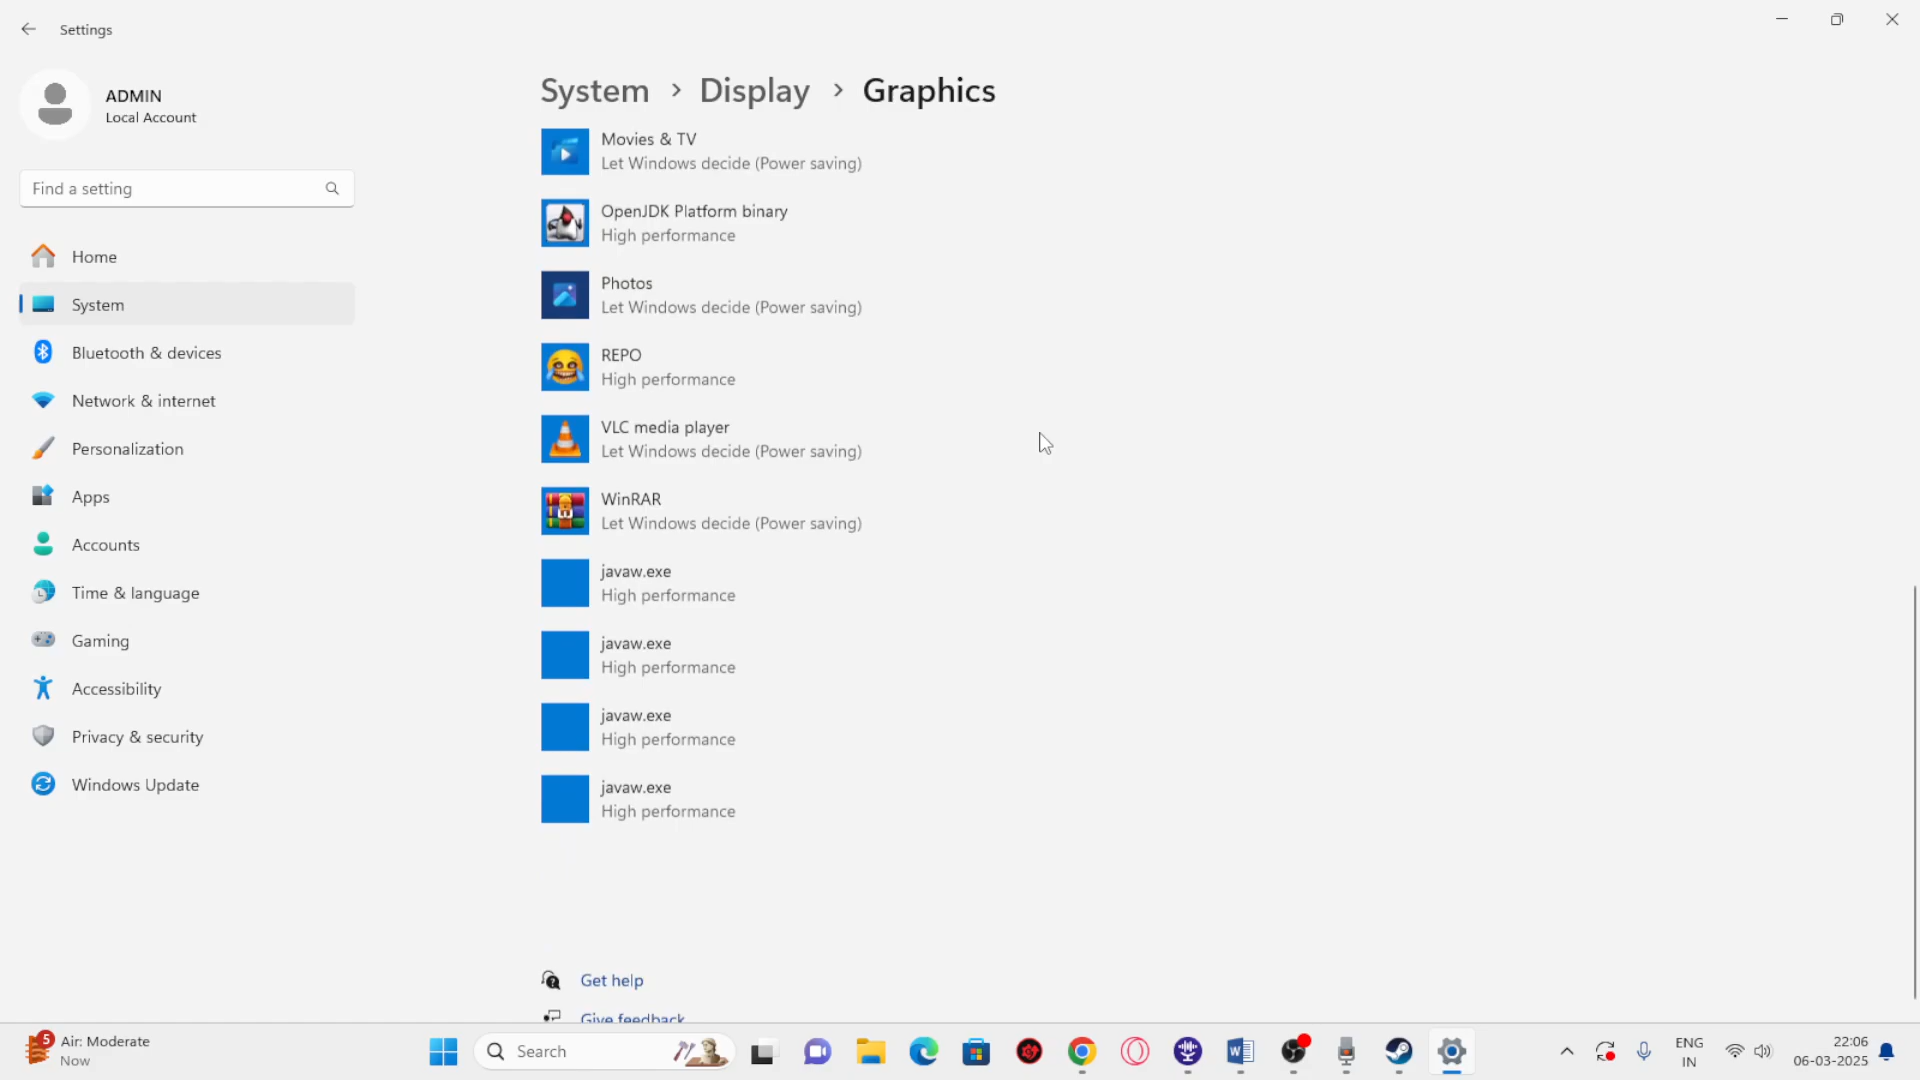 Settings
ADMIN
Local Account
Find a setting
Home
System
Bluetooth & devices
Network & internet
Personalization
Apps
Accounts
Time & language
Gaming
Accessibility
Privacy & security
Windows Update
System > Display > Graphics
Movies & TV
Let Windows decide (Power saving)
OpenJDK Platform binary
High performance
Photos
Let Windows decide (Power saving)
REPO
High performance
VLC media player
Let Windows decide (Power saving)
WinRAR
Let Windows decide (Power saving)
javaw.exe
High performance
javaw.exe
High performance
javaw.exe
High performance
javaw.exe
High performance
Get help
Give feedback
5
Air: Moderate
Now
Search
ENG
IN
22:06
06-03-2025